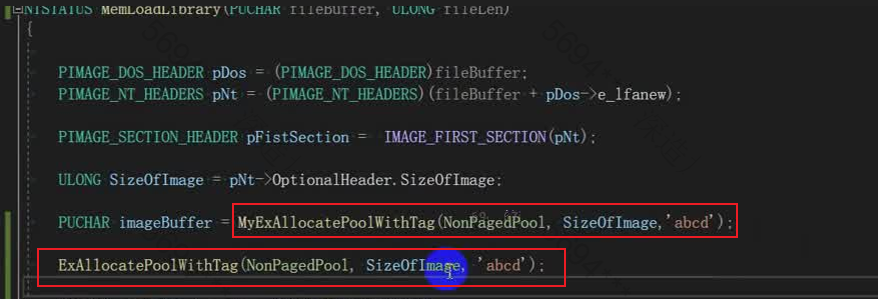 NTSTATUS MemLoadLibrary(PUCHAR fileBuffer, ULONG fileLen)
{
PIMAGE_DOS_HEADER pDos = (PIMAGE_DOS_HEADER)fileBuffer;
PIMAGE_NT_HEADERS pNt = (PIMAGE_NT_HEADERS)(fileBuffer + pDos->e_lfanew);
PIMAGE_SECTION_HEADER pFistSection = IMAGE_FIRST_SECTION(pNt);
ULONG SizeOfImage = pNt->OptionalHeader.SizeOfImage;
PUCHAR imageBuffer = MyExAllocatePoolWithTag(NonPagedPool, SizeOfImage,'abcd');
ExAllocatePoolWithTag(NonPagedPool, SizeOfImage, 'abcd');